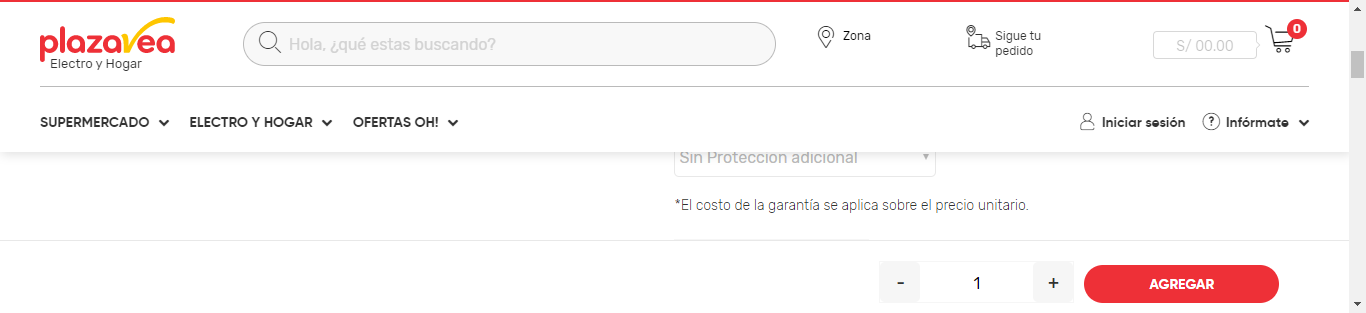 plazavea
Electro y Hogar
Hola, ¿qué estas buscando?
Zona
Sigue tu
pedido
S/ 00.00
0
SUPERMERCADO
ELECTRO Y HOGAR
OFERTAS OH!
Iniciar sesión
? Infórmate
Sin Protección adicional
*El costo de la garantía se aplica sobre el precio unitario.
- 1 +
AGREGAR